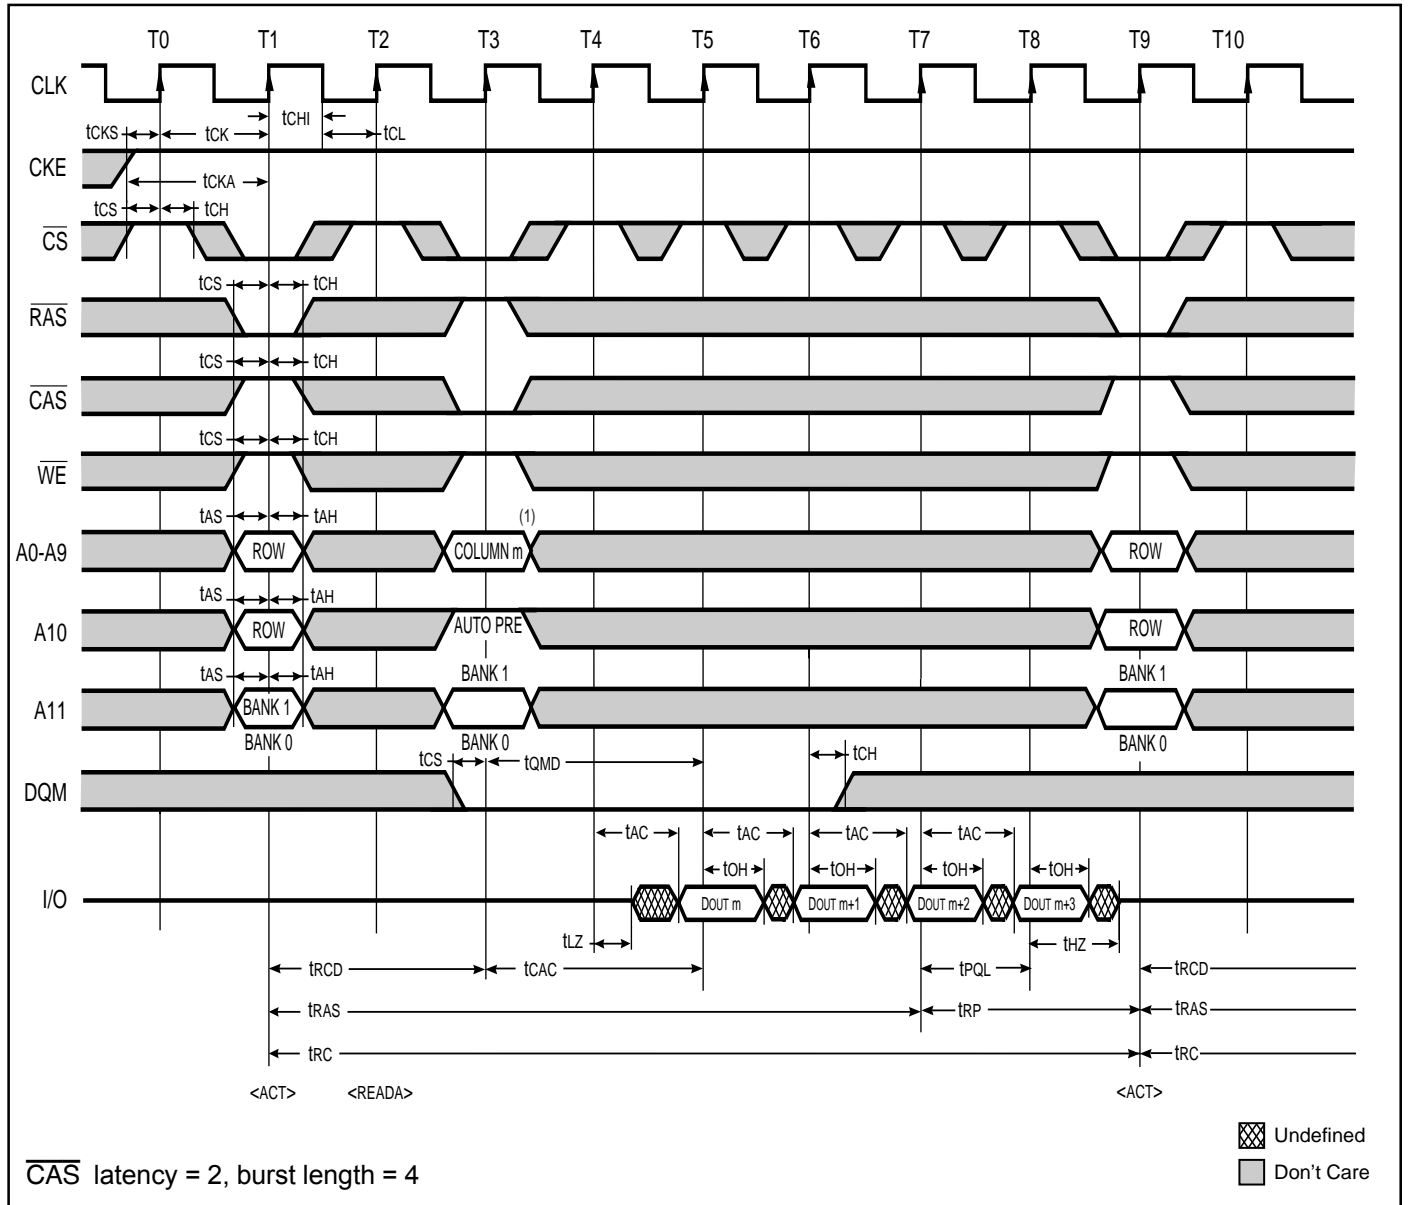 T0 T1 T2 T3 T4 T5 T6 T7 T8 T9 T10
CLK
tCHI
tCKS tCK tCL
CKE
tCKA
tCS tCH
CS
tCS tCH
RAS
tCS tCH
CAS
tCS tCH
WE
tAS tAH (1)
A0-A9 ROW COLUMN m ROW
tAS tAH
A10 ROW AUTO PRE ROW
tAS tAH BANK 1 BANK 1
A11 BANK 1
BANK 0 BANK 0 BANK 0
tCS tQMD tCH
DQM
tAC tAC tAC tAC
tOH tOH tOH tOH
I/O DOUT m DOUT m+1 DOUT m+2 DOUT m+3
tLZ tHZ
tRCD tCAC tPQL tRCD
tRAS tRP tRAS
tRC tRC
<ACT> <READA> <ACT>
Undefined
CAS latency = 2, burst length = 4
Don't Care